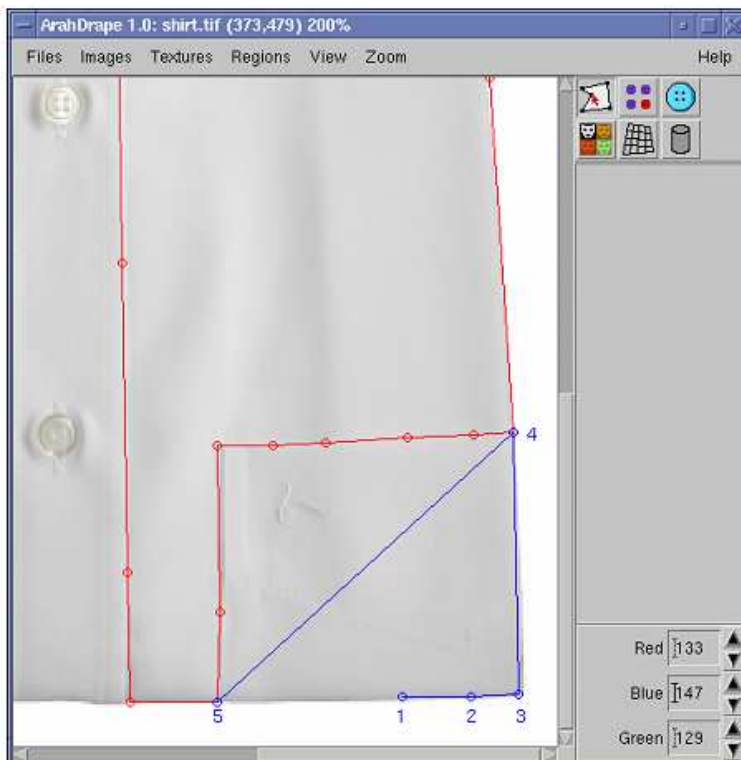 ArahDrape 1.0: shirt.tif (373,479) 200%
Files Images Textures Regions View Zoom Help
4
5 1 2 3
Red 133
Blue 147
Green 129